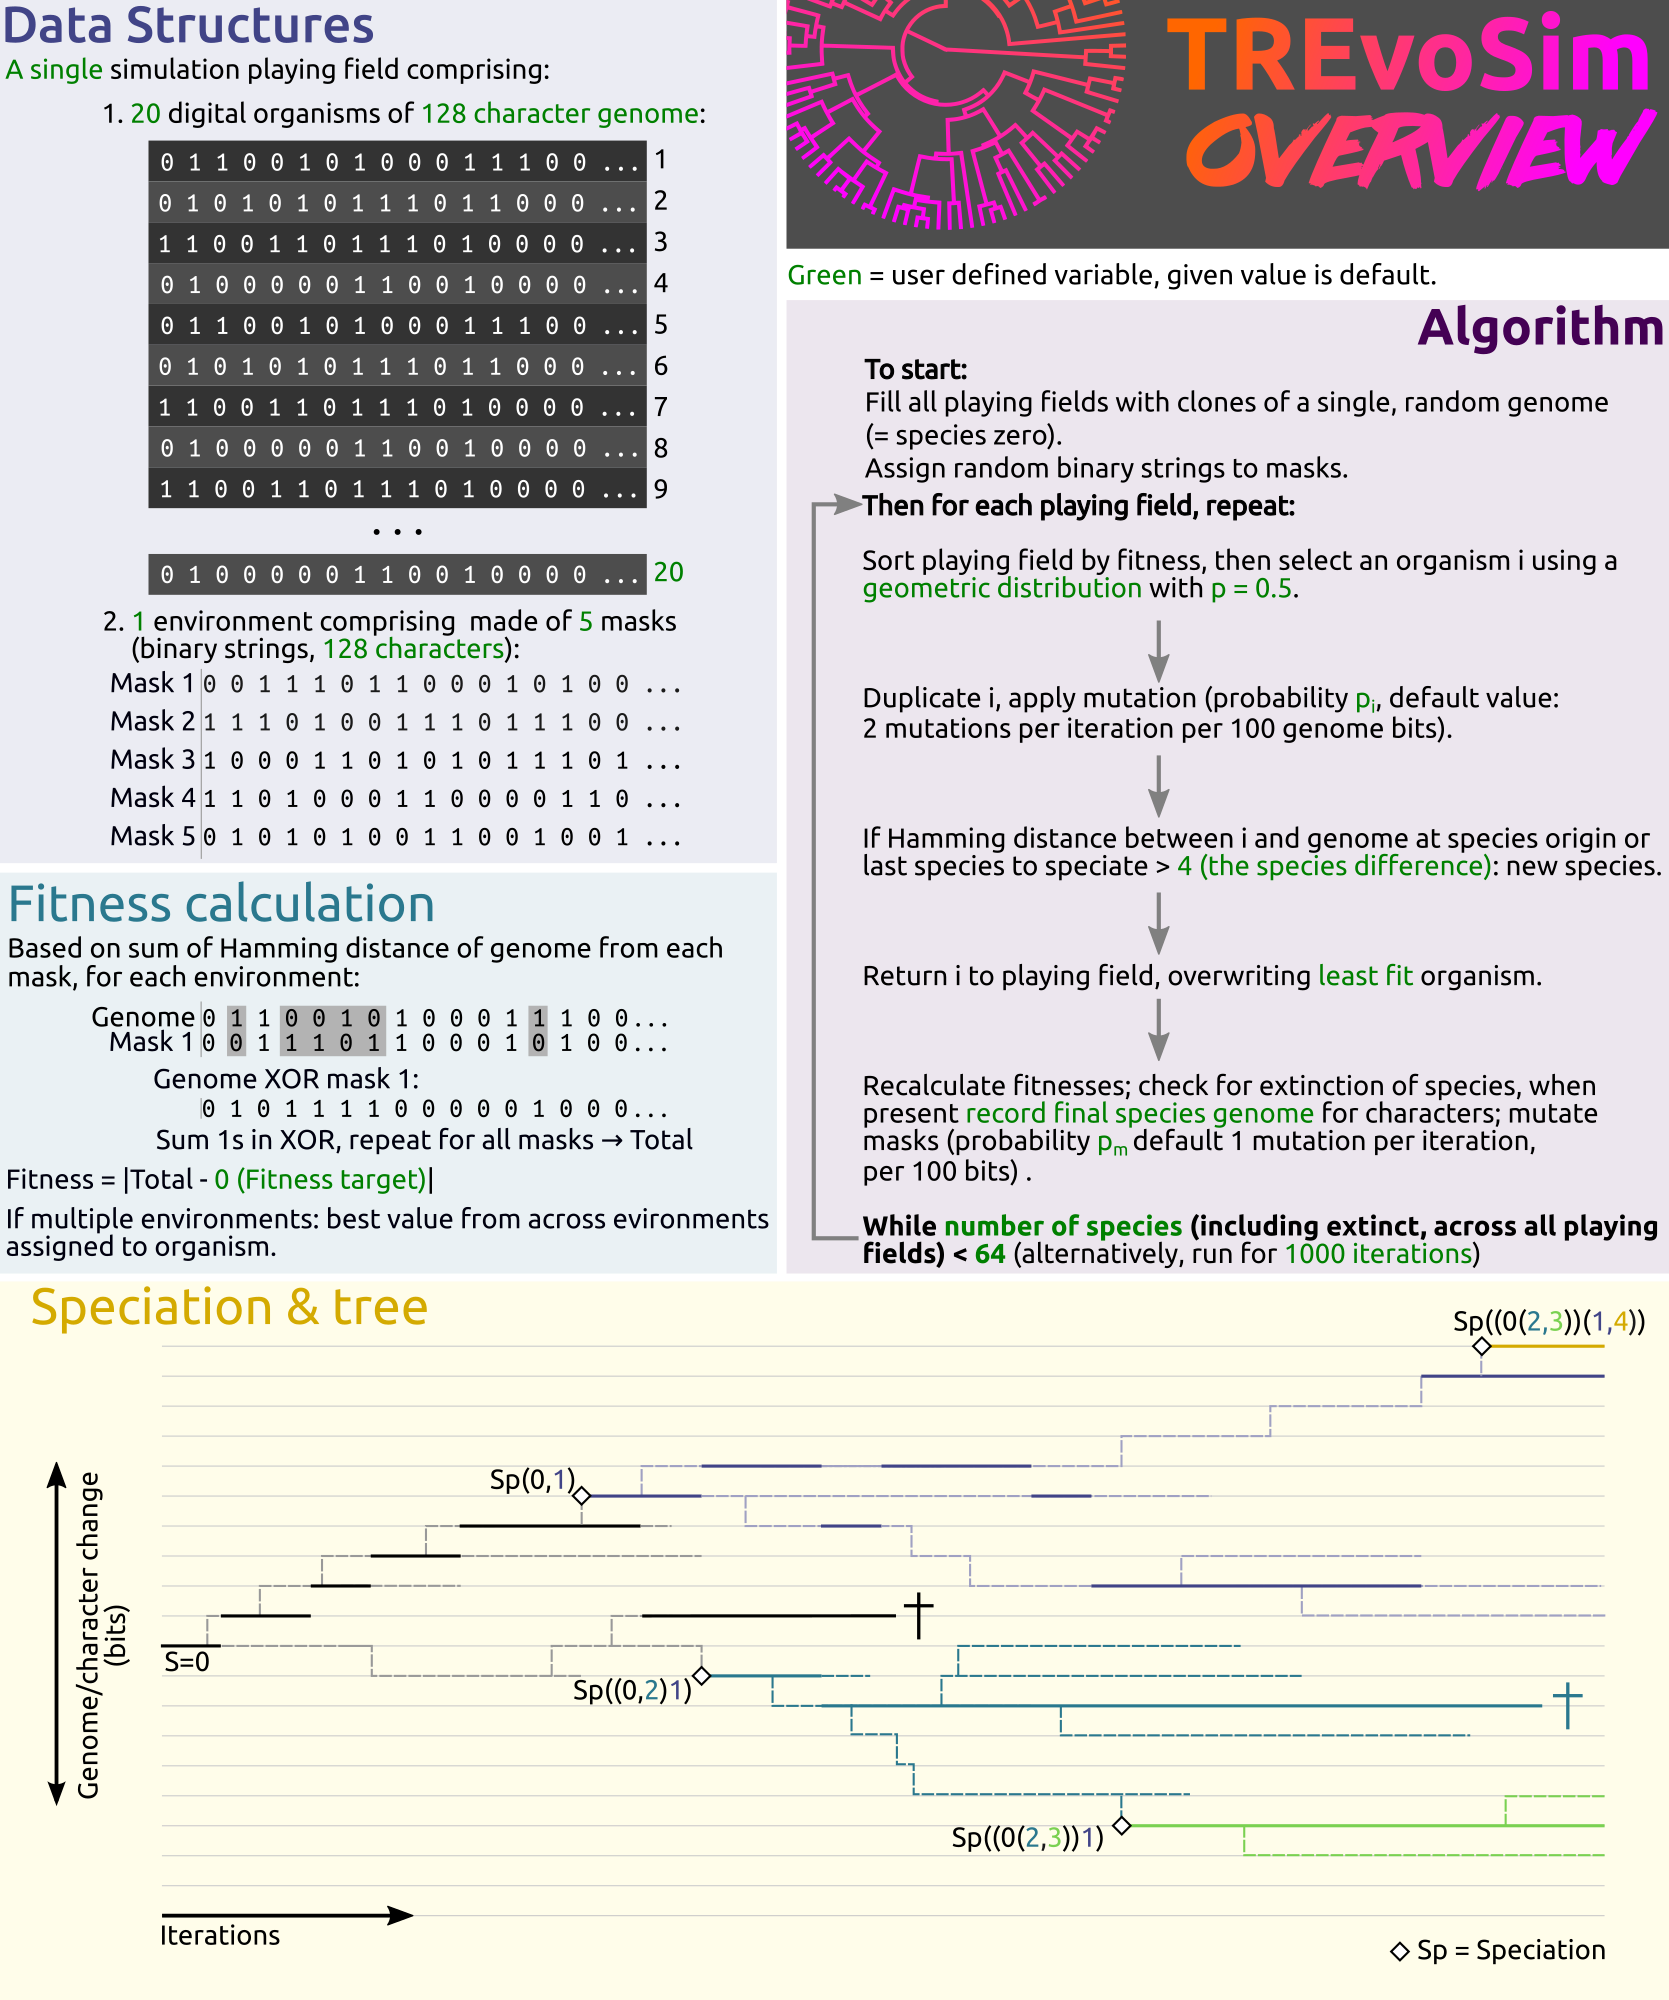 Data Structures
A single simulation playing field comprising:
1. 20 digital organisms of 128 character genome:
0 1 1 0 0 1 0 1 0 0 0 1 1 1 0 0 ... 1
0 1 0 1 0 1 0 1 1 1 0 1 1 0 0 0 ... 2
1 1 0 0 1 1 0 1 1 1 0 1 0 0 0 0 ... 3
0 1 0 0 0 0 0 1 1 0 0 1 0 0 0 0 ... 4
0 1 1 0 0 1 0 1 0 0 0 1 1 1 0 0 ... 5
0 1 0 1 0 1 0 1 1 1 0 1 1 0 0 0 ... 6
1 1 0 0 1 1 0 1 1 1 0 1 0 0 0 0 ... 7
0 1 0 0 0 0 0 1 1 0 0 1 0 0 0 0 ... 8
1 1 0 0 1 1 0 1 1 1 0 1 0 0 0 0 ... 9
...
0 1 0 0 0 0 0 1 1 0 0 1 0 0 0 0 ... 20
2. 1 environment comprising made of 5 masks
(binary strings, 128 characters):
Mask 1 0 0 1 1 1 0 1 1 0 0 0 1 0 1 0 0 ...
Mask 2 1 1 1 0 1 0 0 1 1 1 0 1 1 1 0 0 ...
Mask 3 1 0 0 0 1 1 0 1 0 1 0 1 1 1 0 1 ...
Mask 4 1 1 0 1 0 0 0 1 1 0 0 0 0 1 1 0 ...
Mask 5 0 1 0 1 0 1 0 0 1 1 0 0 1 0 0 1 ...
Fitness calculation
Based on sum of Hamming distance of genome from each
mask, for each environment:
Genome 0 1 1 0 0 1 0 1 0 0 0 1 1 1 0 0...
Mask 1 0 0 1 1 1 0 1 1 0 0 0 1 0 1 0 0...
Genome XOR mask 1:
0 1 0 1 1 1 1 0 0 0 0 0 1 0 0 0...
Sum 1s in XOR, repeat for all masks → Total
Fitness = |Total - 0 (Fitness target)|
If multiple environments: best value from across evironments
assigned to organism.
TREvoSim
OVERVIEW
Green = user defined variable, given value is default.
Algorithm
To start:
Fill all playing fields with clones of a single, random genome
(= species zero).
Assign random binary strings to masks.
Then for each playing field, repeat:
Sort playing field by fitness, then select an organism i using a
geometric distribution with p = 0.5.
Duplicate i, apply mutation (probability pi, default value:
2 mutations per iteration per 100 genome bits).
If Hamming distance between i and genome at species origin or
last species to speciate > 4 (the species difference): new species.
Return i to playing field, overwriting least fit organism.
Recalculate fitnesses; check for extinction of species, when
present record final species genome for characters; mutate
masks (probability pm default 1 mutation per iteration,
per 100 bits) .
While number of species (including extinct, across all playing
fields) < 64 (alternatively, run for 1000 iterations)
Speciation & tree
Sp((0(2,3))(1,4))
Sp(0,1)
Genome/character change
(bits)
S=0
Sp((0,2)1)
Sp((0(2,3))1)
Iterations
Sp = Speciation